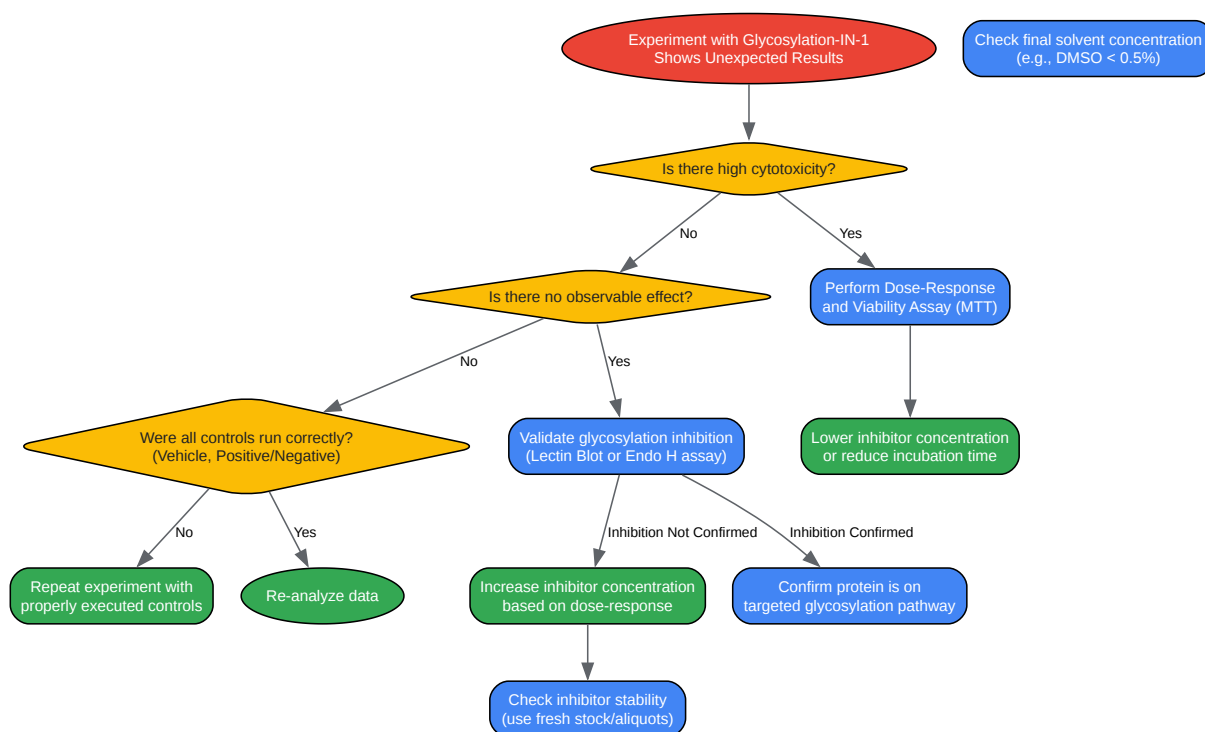 Experiment with Glycosylation-IN-1
Shows Unexpected Results
Check final solvent concentration
(e.g., DMSO < 0.5%)
Is there high cytotoxicity?
No
Yes
Is there no observable effect?
Perform Dose-Response
and Viability Assay (MTT)
No
Yes
Were all controls run correctly?
(Vehicle, Positive/Negative)
Validate glycosylation inhibition
(Lectin Blot or Endo H assay)
Lower inhibitor concentration
or reduce incubation time
No
Yes
Inhibition Not Confirmed
Inhibition Confirmed
Repeat experiment with
properly executed controls
Re-analyze data
Increase inhibitor concentration
based on dose-response
Confirm protein is on
targeted glycosylation pathway
Check inhibitor stability
(use fresh stock/aliquots)